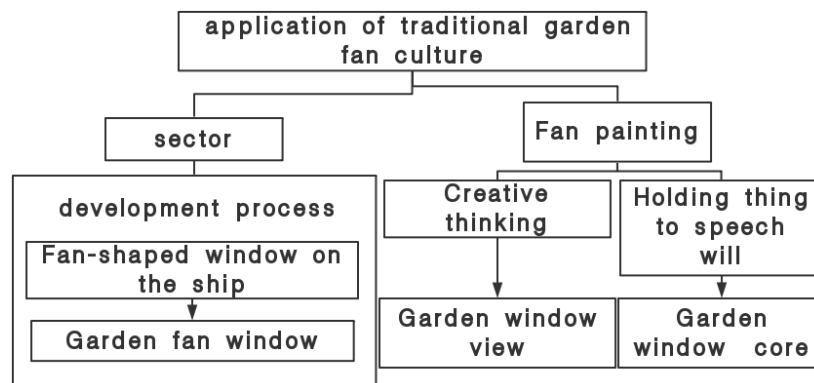 application of traditional garden
fan culture
sector
Fan painting
development process
Fan-shaped window on
the ship
Garden fan window
Creative
thinking
Holding thing
to speech
will
Garden window
view
Garden
window core